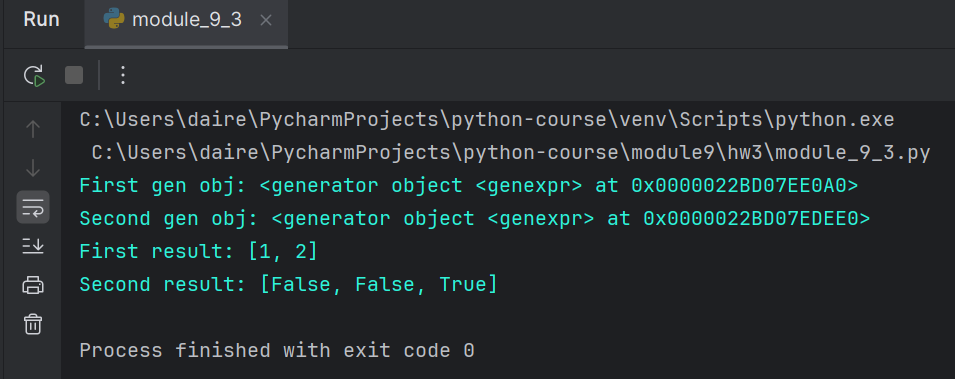 Run module_9_3
C:\Users\daire\PycharmProjects\python-course\venv\Scripts\python.exe
C:\Users\daire\PycharmProjects\python-course\module9\hw3\module_9_3.py
First gen obj: <generator object <genexpr> at 0x0000022BD07EE0A0>
Second gen obj: <generator object <genexpr> at 0x0000022BD07EDEE0>
First result: [1, 2]
Second result: [False, False, True]
Process finished with exit code 0